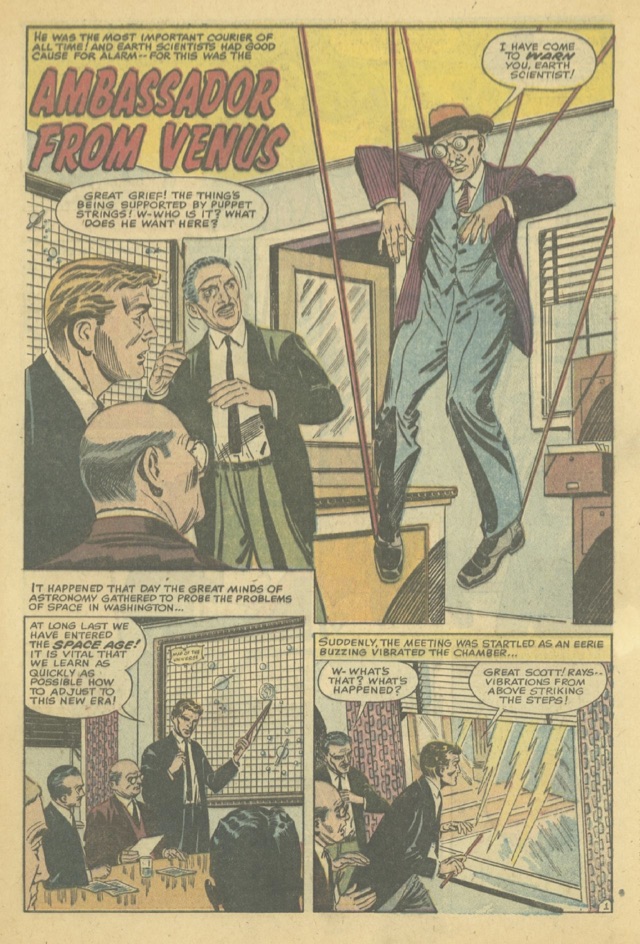 HE WAS THE MOST IMPORTANT COURIER OF
ALL TIME! AND EARTH SCIENTISTS HAD GOOD
CAUSE FOR ALARM--FOR THIS WAS THE
AMBASSADOR
FROM VENUS
I HAVE COME
TO WARN
YOU, EARTH
SCIENTIST!
GREAT GRIEF! THE THING'S
BEING SUPPORTED BY PUPPET
STRINGS! W-WHO IS IT? WHAT
DOES HE WANT HERE?
IT HAPPENED THAT DAY THE GREAT MINDS OF
ASTRONOMY GATHERED TO PROBE THE PROBLEMS
OF SPACE IN WASHINGTON...
AT LONG LAST WE
HAVE ENTERED
THE SPACE AGE!
IT IS VITAL THAT
WE LEARN AS
QUICKLY AS
POSSIBLE HOW
TO ADJUST TO
THIS NEW ERA!
MAP OF THE
UNIVERSE
SUDDENLY, THE MEETING WAS STARTLED AS AN EERIE
BUZZING VIBRATED THE CHAMBER...
W-WHAT'S
THAT? WHAT'S
HAPPENED?
GREAT SCOTT! RAYS--
VIBRATIONS FROM
ABOVE STRIKING
THE STEPS!
1